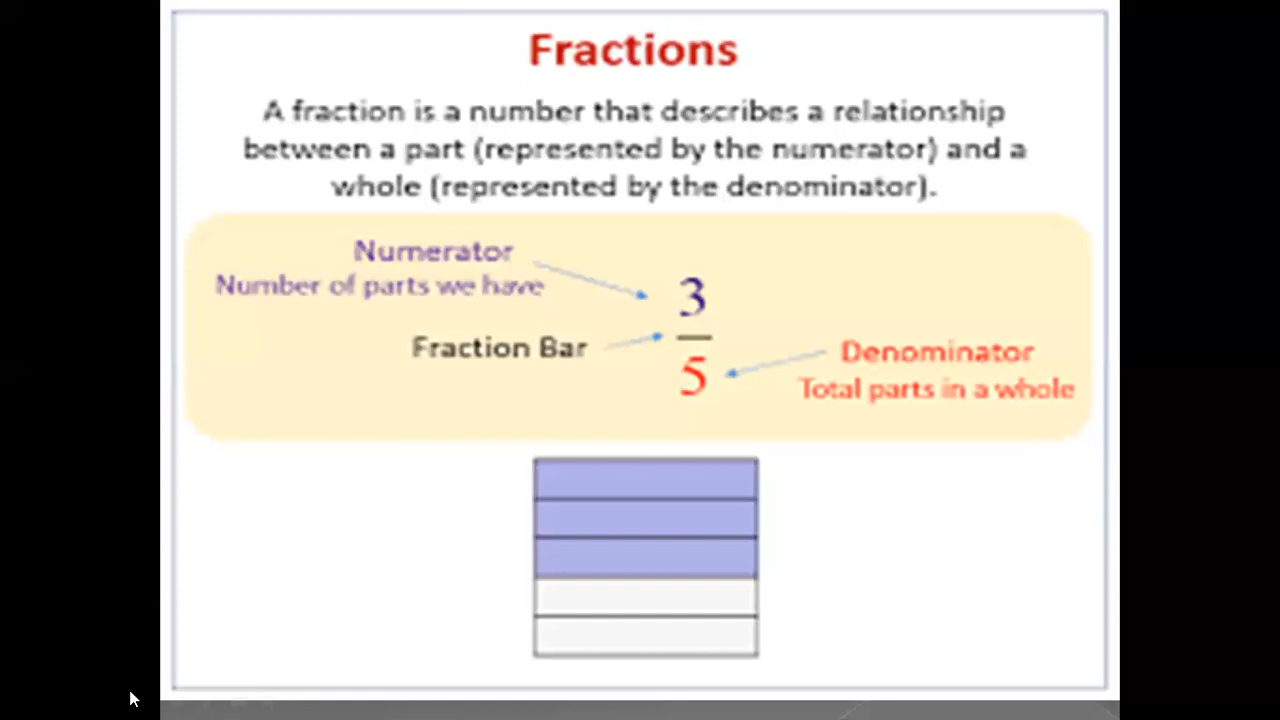 Fractions
A fraction is a number that describes a relationship
between a part (represented by the numerator) and a
whole (represented by the denominator).
Numerator
Number of parts we have
3
Fraction Bar
5
Denominator
Total parts in a whole